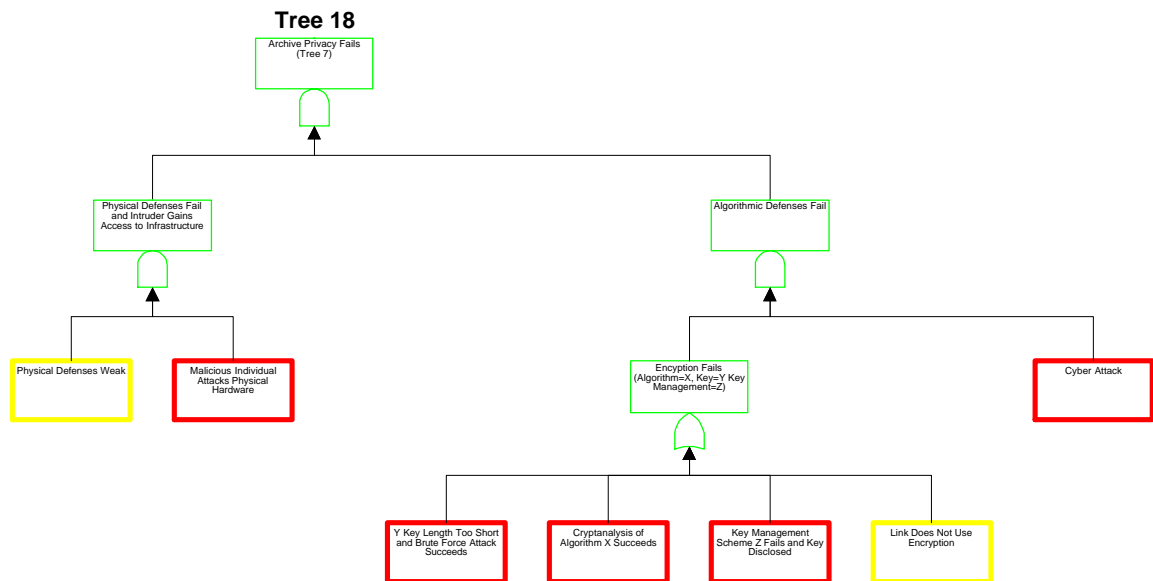 Tree 18
Archive Privacy Fails
(Tree 7)
Physical Defenses Fail
and Intruder Gains
Access to Infrastructure
Algorithmic Defenses Fail
Physical Defenses Weak
Malicious Individual
Attacks Physical
Hardware
Encyption Fails
(Algorithm=X, Key=Y Key
Management=Z)
Cyber Attack
Y Key Length Too Short
and Brute Force Attack
Succeeds
Cryptanalysis of
Algorithm X Succeeds
Key Management
Scheme Z Fails and Key
Disclosed
Link Does Not Use
Encryption